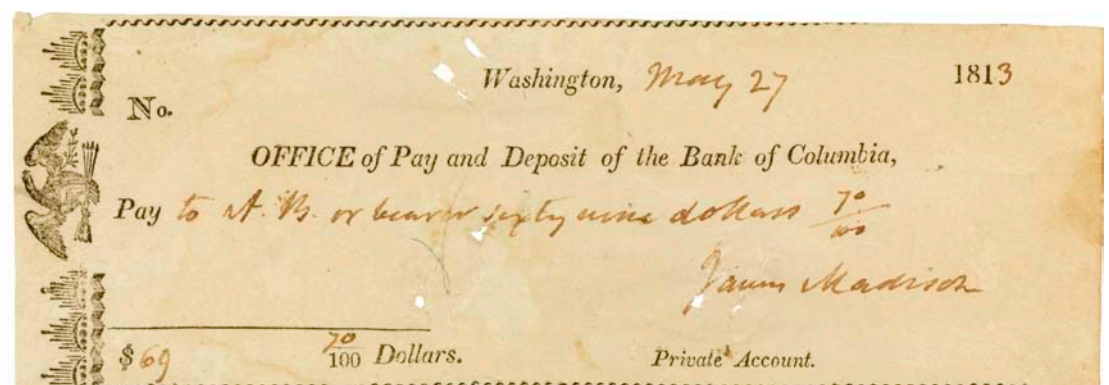 Washington, May 27 1813
No.
OFFICE of Pay and Deposit of the Bank of Columbia,
Pay to A. B. or bearer sixty nine dollars 70/100
James Madison
$ 69 70/100 Dollars.
Private Account.